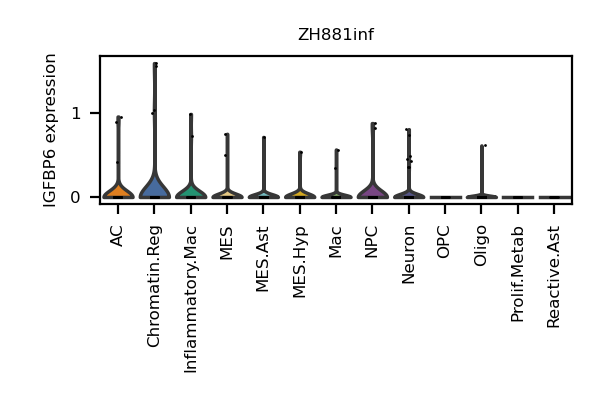 ZH881inf
IGFBP6 expression
1
0
AC
Chromatin.Reg
Inflammatory.Mac
MES
MES.Ast
MES.Hyp
Mac
NPC
Neuron
OPC
Oligo
Prolif.Metab
Reactive.Ast